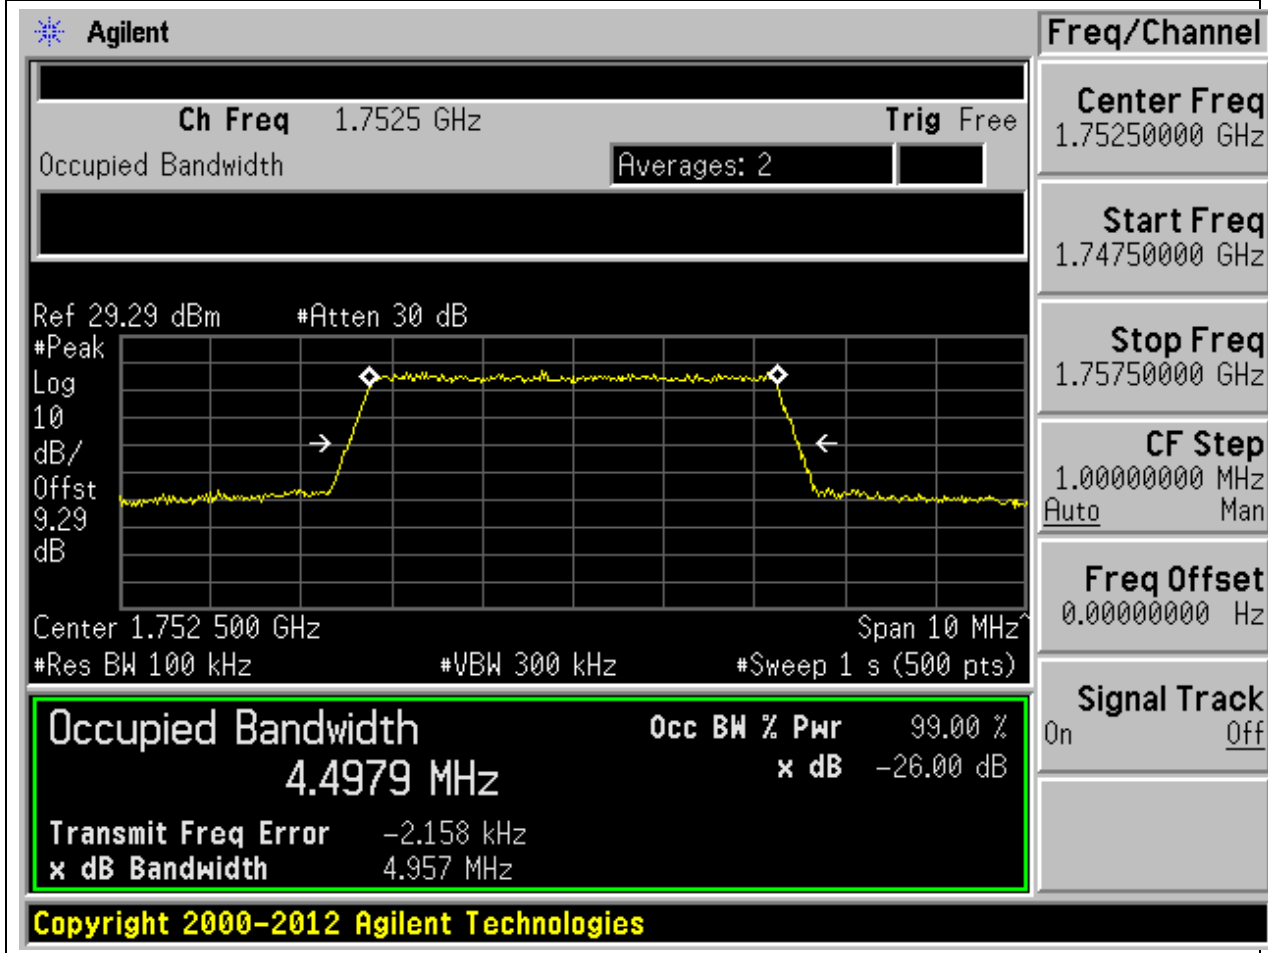 Agilent
Freq/Channel
Ch Freq 1.7525 GHz Trig Free
Occupied Bandwidth Averages: 2
Center Freq
1.75250000 GHz
Start Freq
1.74750000 GHz
Stop Freq
1.75750000 GHz
CF Step
1.00000000 MHz
Auto Man
Freq Offset
0.00000000 Hz
Signal Track
On Off
Ref 29.29 dBm #Atten 30 dB
#Peak
Log
10
dB/
Offst
9.29
dB
Center 1.752 500 GHz Span 10 MHz^
#Res BW 100 kHz #VBW 300 kHz #Sweep 1 s (500 pts)
Occupied Bandwidth Occ BW % Pwr 99.00 %
4.4979 MHz x dB -26.00 dB
Transmit Freq Error -2.158 kHz
x dB Bandwidth 4.957 MHz
Copyright 2000-2012 Agilent Technologies